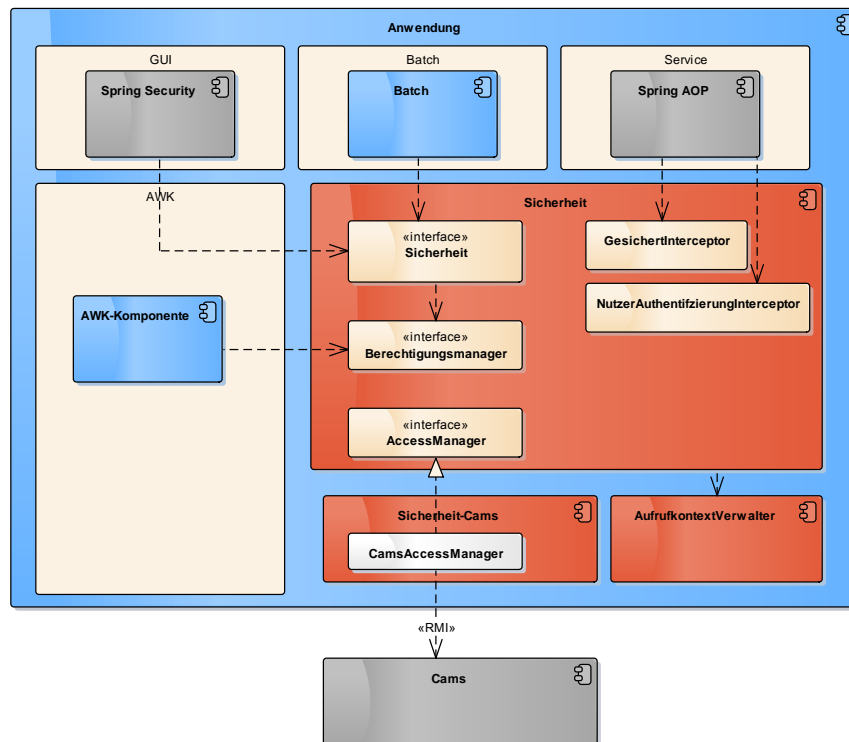 Anwendung
GUI
Batch
Service
Spring Security
Batch
Spring AOP
AWK
Sicherheit
«interface»
Sicherheit
GesichertInterceptor
NutzerAuthentifzierungInterceptor
AWK-Komponente
«interface»
Berechtigungsmanager
«interface»
AccessManager
Sicherheit-Cams
AufrufkontextVerwalter
CamsAccessManager
«RMI»
Cams